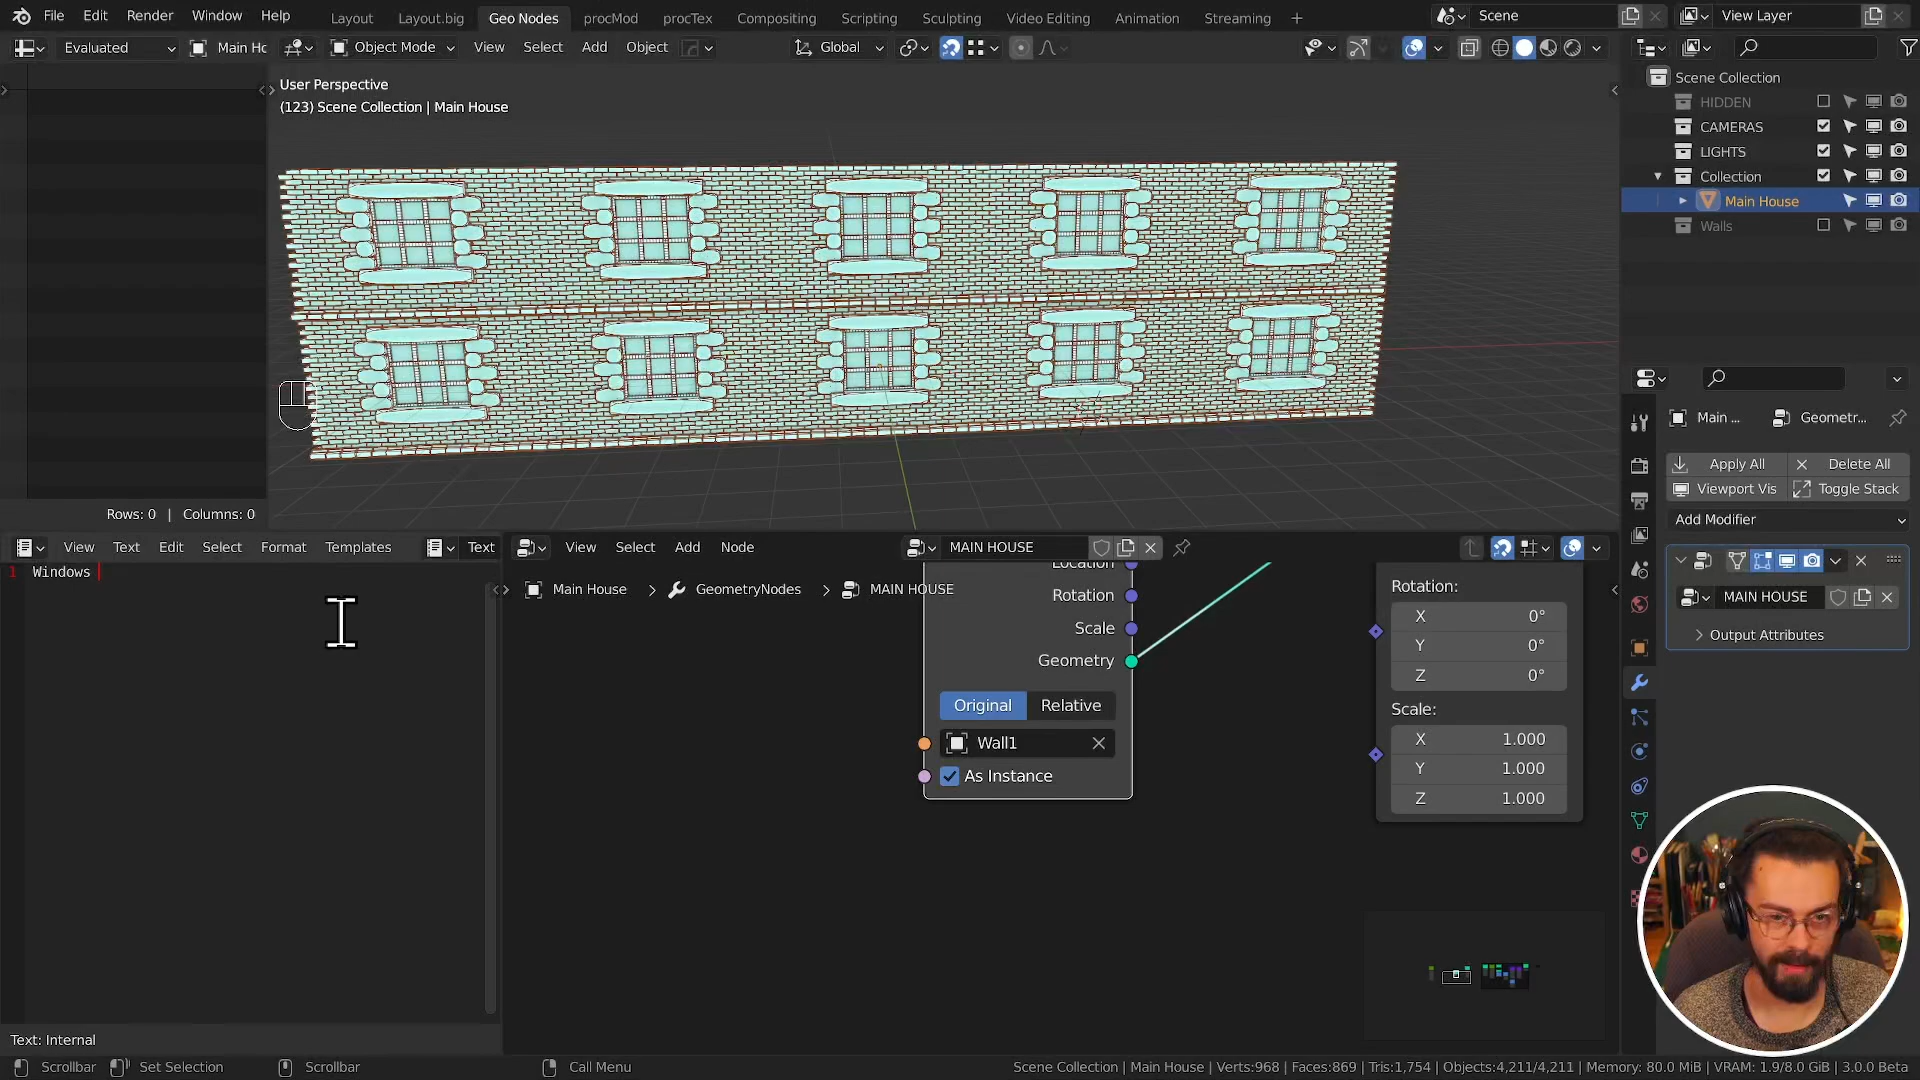 File Edit Render Window Help Layout Layout.big Geo Nodes procMod procTex Compositing Scripting Sculpting Video Editing Animation Streaming + Scene View Layer
Evaluated Main Hc Object Mode View Select Add Object Global
User Perspective
(123) Scene Collection | Main House
Scene Collection
HIDDEN
CAMERAS
LIGHTS
Collection
Main House
Walls
Main ... Geometr...
Apply All Delete All
Viewport Vis Toggle Stack
Add Modifier
MAIN HOUSE
Output Attributes
Rows: 0 | Columns: 0
View Text Edit Select Format Templates Text
1 Windows
View Select Add Node MAIN HOUSE
Main House > GeometryNodes > MAIN HOUSE
Location
Rotation
Scale
Geometry
Original Relative
Wall1
As Instance
Rotation:
X 0°
Y 0°
Z 0°
Scale:
X 1.000
Y 1.000
Z 1.000
Text: Internal
Scrollbar Set Selection Scrollbar Call Menu Scene Collection | Main House | Verts:968 | Faces:869 | Tris:1,754 | Objects:4,211/4,211 | Memory: 80.0 MiB | VRAM: 1.9/8.0 GiB | 3.0.0 Beta